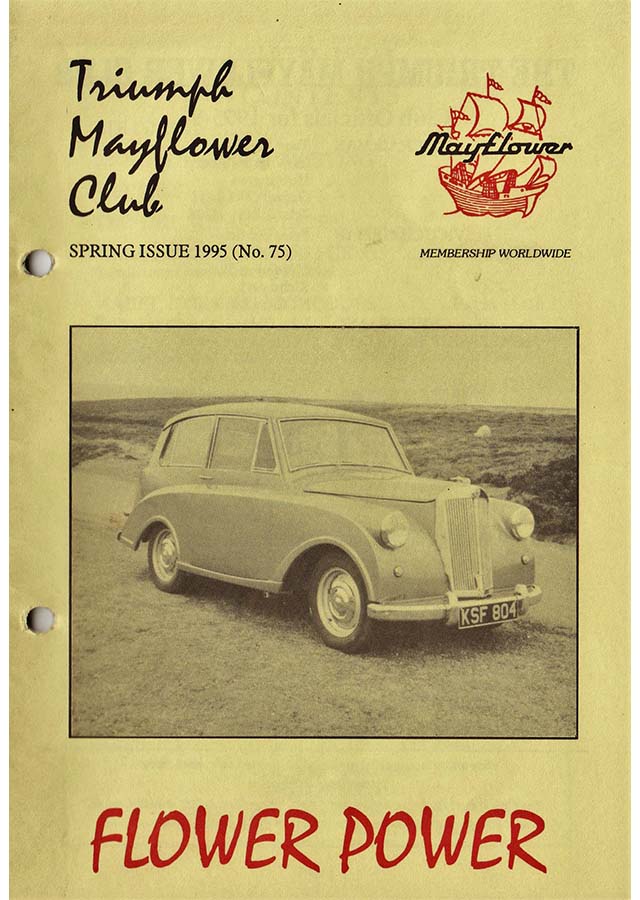 Triumph
Mayflower
Club
Mayflower
SPRING ISSUE 1995 (No. 75)
MEMBERSHIP WORLDWIDE
KSF 804
FLOWER POWER